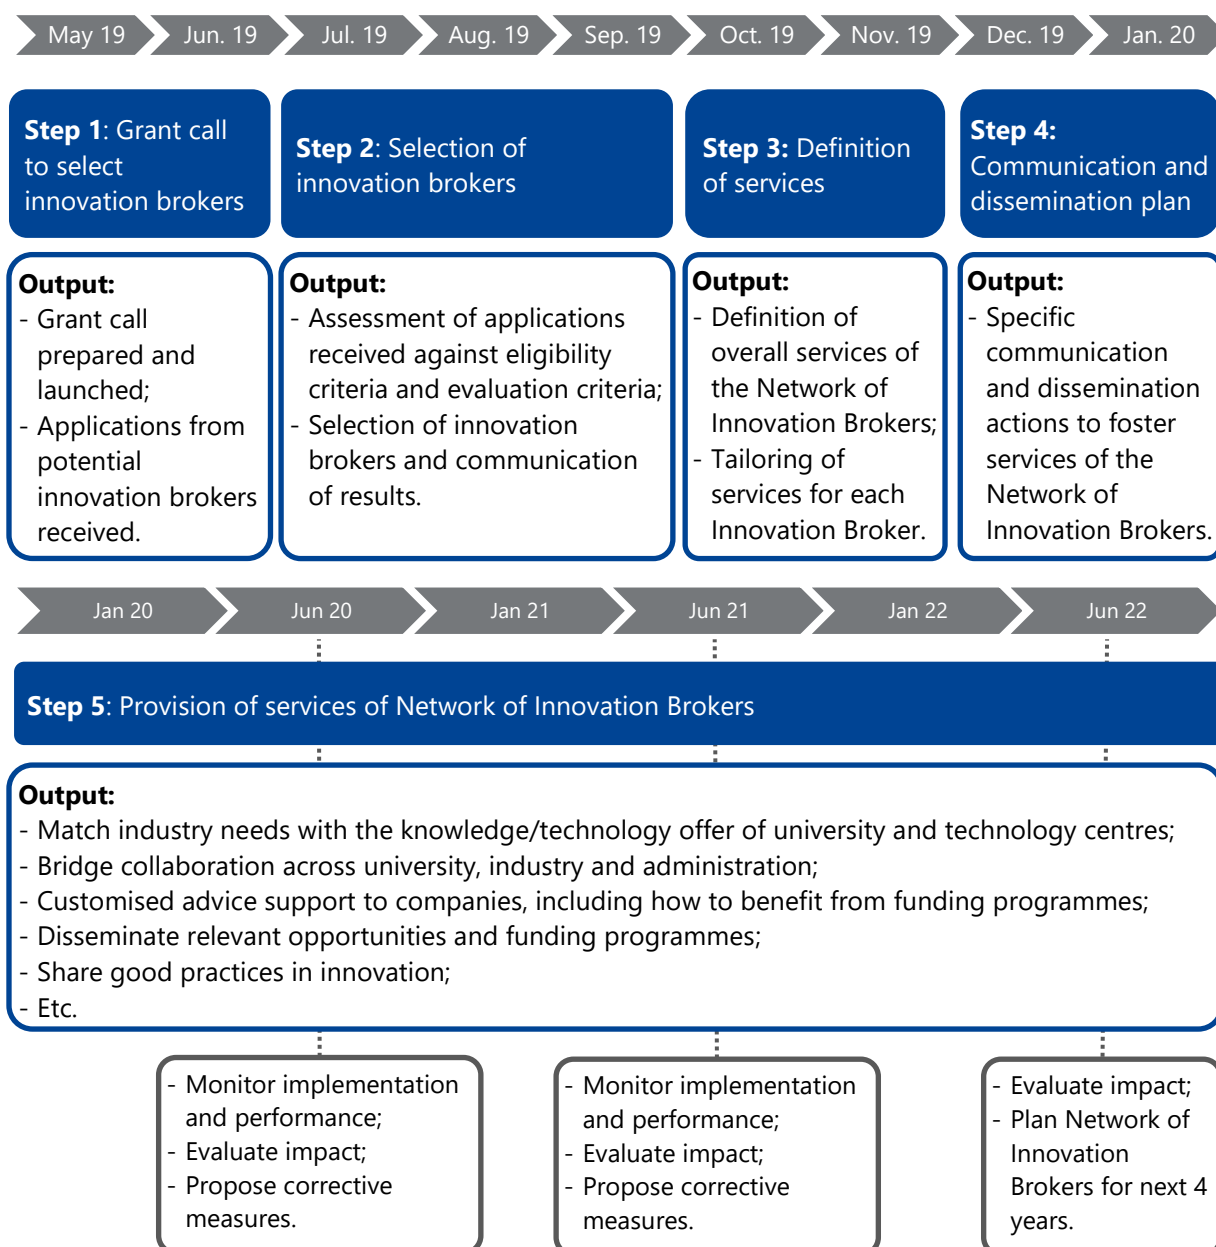 May 19
Jun. 19
Jul. 19
Aug. 19
Sep. 19
Oct. 19
Nov. 19
Dec. 19
Jan. 20
Step 1: Grant call
to select
innovation brokers
Step 2: Selection of
innovation brokers
Step 3: Definition
of services
Step 4:
Communication and
dissemination plan
Output:
- Grant call
prepared and
launched;
- Applications from
potential
innovation brokers
received.
Output:
- Assessment of applications
received against eligibility
criteria and evaluation criteria;
- Selection of innovation
brokers and communication
of results.
Output:
- Definition of
overall services of
the Network of
Innovation Brokers;
- Tailoring of
services for each
Innovation Broker.
Output:
- Specific
communication
and dissemination
actions to foster
services of the
Network of
Innovation Brokers.
Jan 20
Jun 20
Jan 21
Jun 21
Jan 22
Jun 22
Step 5: Provision of services of Network of Innovation Brokers
Output:
- Match industry needs with the knowledge/technology offer of university and technology centres;
- Bridge collaboration across university, industry and administration;
- Customised advice support to companies, including how to benefit from funding programmes;
- Disseminate relevant opportunities and funding programmes;
- Share good practices in innovation;
- Etc.
- Monitor implementation
and performance;
- Evaluate impact;
- Propose corrective
measures.
- Monitor implementation
and performance;
- Evaluate impact;
- Propose corrective
measures.
- Evaluate impact;
- Plan Network of
Innovation
Brokers for next 4
years.